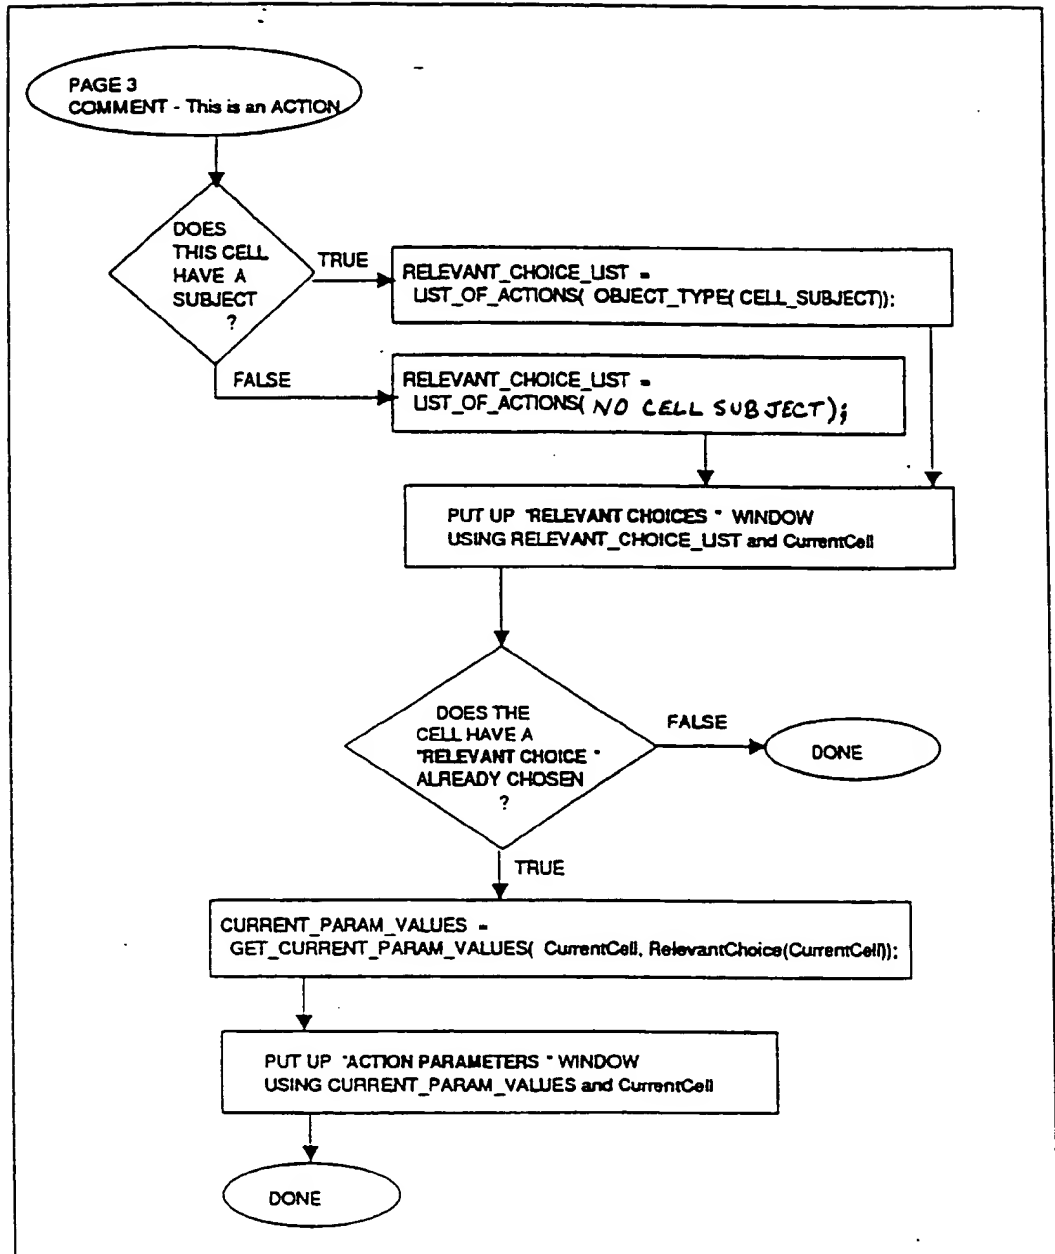 PAGE 3
COMMENT - This is an ACTION
DOES
THIS CELL
HAVE A
SUBJECT
?
TRUE
RELEVANT_CHOICE_LIST =
LIST_OF_ACTIONS( OBJECT_TYPE( CELL_SUBJECT));
FALSE
RELEVANT_CHOICE_LIST =
LIST_OF_ACTIONS( NO CELL SUBJECT);
PUT UP "RELEVANT CHOICES " WINDOW
USING RELEVANT_CHOICE_LIST and CurrentCell
DOES THE
CELL HAVE A
"RELEVANT CHOICE "
ALREADY CHOSEN
?
FALSE
DONE
TRUE
CURRENT_PARAM_VALUES =
GET_CURRENT_PARAM_VALUES( CurrentCell, RelevantChoice(CurrentCell));
PUT UP "ACTION PARAMETERS " WINDOW
USING CURRENT_PARAM_VALUES and CurrentCell
DONE